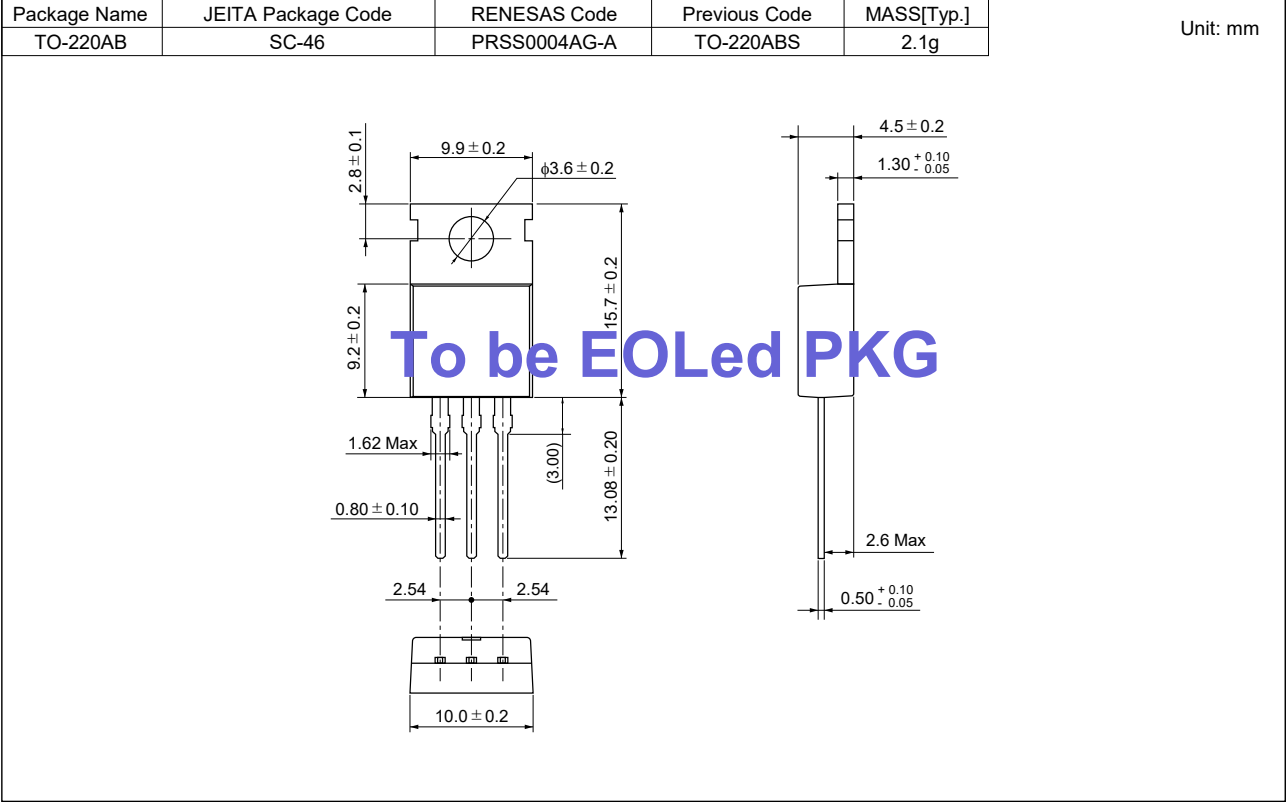 Package Name JEITA Package Code RENESAS Code Previous Code MASS[Typ.]
Unit: mm
TO-220AB SC-46 PRSS0004AG-A TO-220ABS 2.1g
4.5 ± 0.2
2.8 ± 0.1
9.9 ± 0.2
1.30 + 0.10 - 0.05
ϕ3.6 ± 0.2
15.7 ± 0.2
9.2 ± 0.2
To be EOLed PKG
1.62 Max
(3.00)
13.08 ± 0.20
0.80 ± 0.10
2.6 Max
2.54
2.54
0.50 + 0.10 - 0.05
10.0 ± 0.2